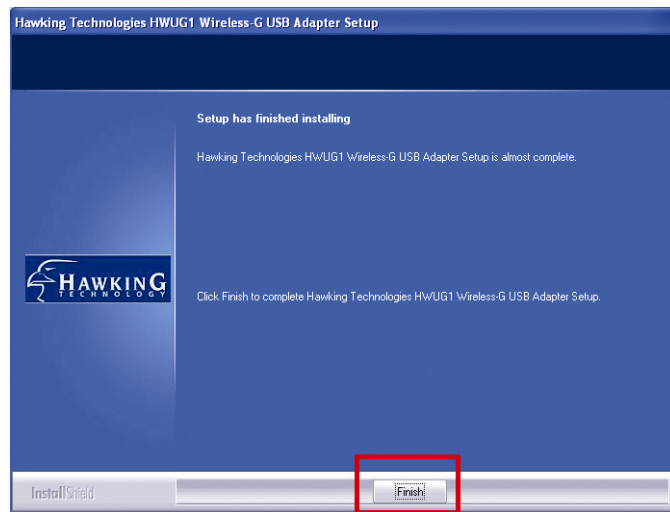 Hawking Technologies HWUG1 Wireless-G USB Adapter Setup
Setup has finished installing
Hawking Technologies HWUG1 Wireless-G USB Adapter Setup is almost complete.
HAWKING
TECHNOLOGY
Click Finish to complete Hawking Technologies HWUG1 Wireless-G USB Adapter Setup.
InstallShield
Finish